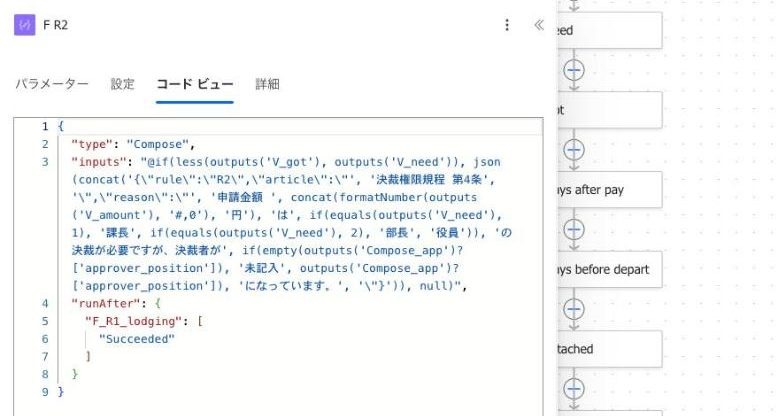 F R2
パラメーター 設定 コード ビュー 詳細
1 {
2 "type": "Compose",
3 "inputs": "@if(less(outputs('V_got'), outputs('V_need')), json
(concat('{\"rule\":\"R2\",\"article\":\"', '決裁権限規程 第4条',
'\",\"reason\":\"', '申請金額 ', concat(formatNumber(outputs
('V_amount'), '#,0'), '円'), 'は', if(equals(outputs('V_need'),
1), '課長', if(equals(outputs('V_need'), 2), '部長', '役員')), 'の
決裁が必要ですが、決裁者が', if(empty(outputs('Compose_app')?
['approver_position']), '未記入', outputs('Compose_app')?
['approver_position']), 'になっています。', '\"}')), null)",
4 "runAfter": {
5 "F_R1_lodging": [
6 "Succeeded"
7 ]
8 }
9 }
eed
ot
ys after pay
ys before depart
tached